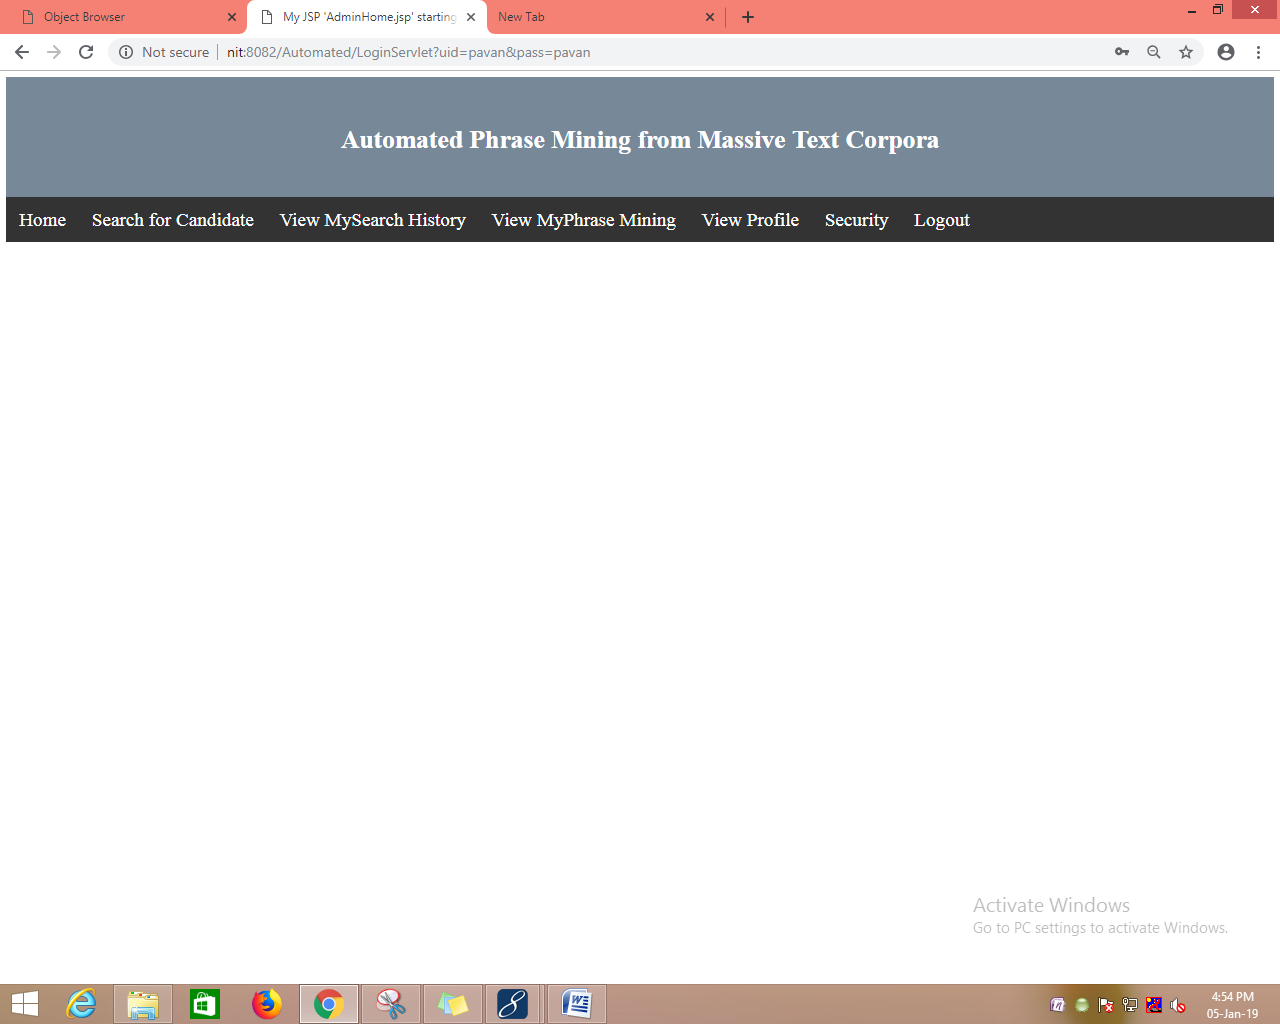 Object Browser
My JSP 'AdminHome.jsp' starting
New Tab
Not secure
nit:8082/Automated/LoginServlet?uid=pavan&pass=pavan
Automated Phrase Mining from Massive Text Corpora
Home Search for Candidate View MySearch History View MyPhrase Mining View Profile Security Logout
Activate Windows
Go to PC settings to activate Windows.
4:54 PM
05-Jan-19